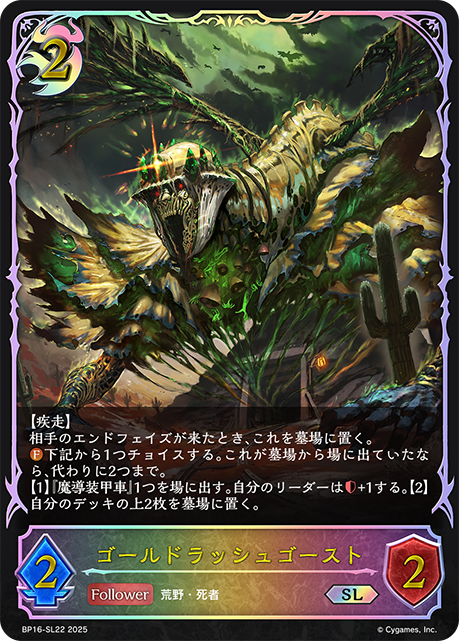 2
【疾走】
相手のエンドフェイズが来たとき、これを墓場に置く。
F 下記から1つチョイスする。これが墓場から場に出ていたな
ら、代わりに2つまで。
【1】『魔導装甲車』1つを場に出す。自分のリーダーは+1する。【2】
自分のデッキの上2枚を墓場に置く。
ゴールドラッシュゴースト
2
Follower 荒野・死者 SL
2
BP16-SL22 2025 © Cygames, Inc.